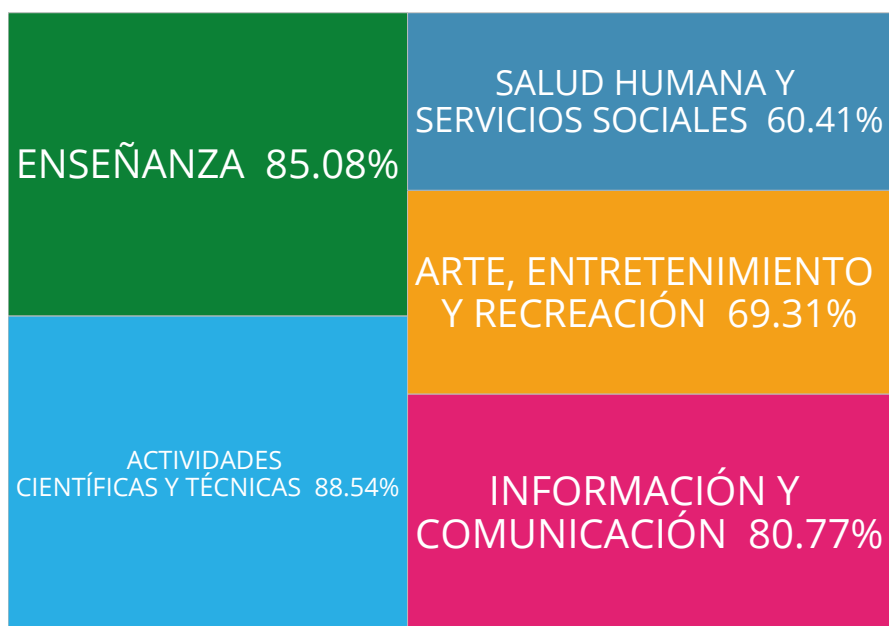 ENSEÑANZA 85.08%
ACTIVIDADES
CIENTÍFICAS Y TÉCNICAS 88.54%
SALUD HUMANA Y
SERVICIOS SOCIALES 60.41%
ARTE, ENTRETENIMIENTO
Y RECREACIÓN 69.31%
INFORMACIÓN Y
COMUNICACIÓN 80.77%